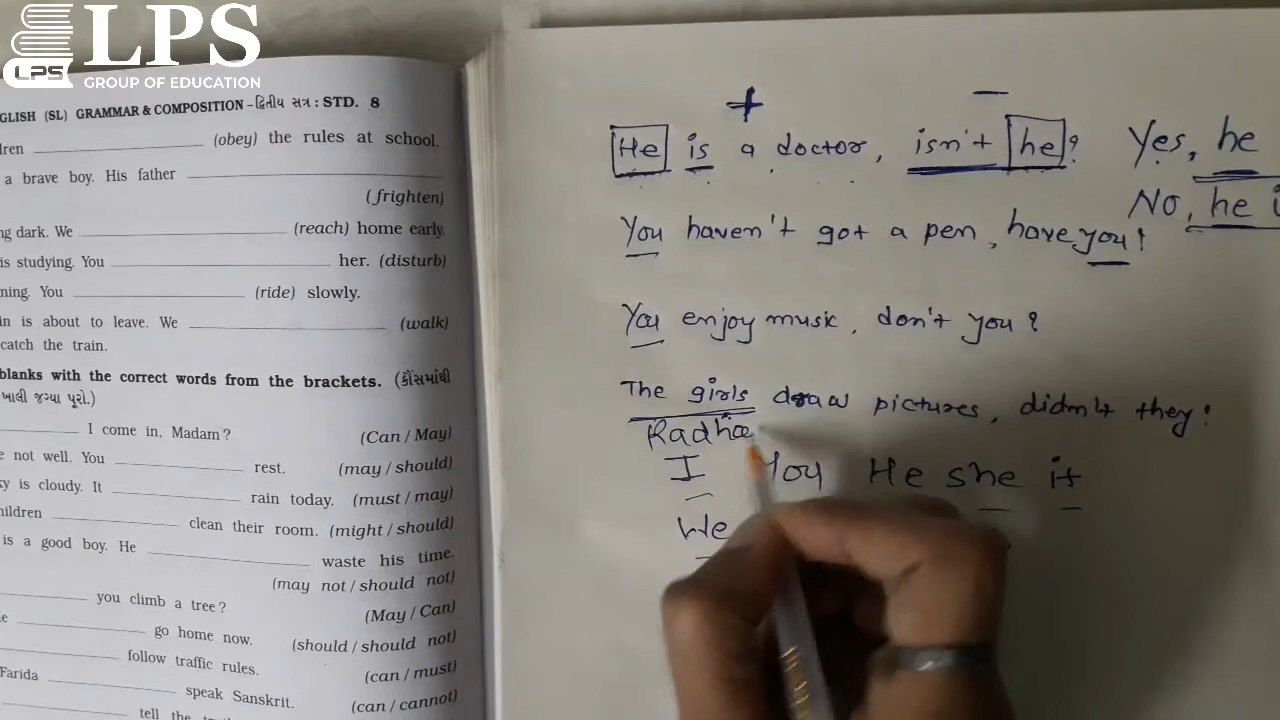 LPS
LPS
GROUP OF EDUCATION
GLISH (SL) GRAMMAR & COMPOSITION – દ્વિતીય સત્ર : STD. 8
dren (obey) the rules at school.
a brave boy. His father
(frighten)
ng dark. We (reach) home early.
is studying. You her. (disturb)
ning. You (ride) slowly.
in is about to leave. We (walk)
catch the train.
blanks with the correct words from the brackets. (કૌંસમાંથી
ખાલી જગ્યા પૂરો.)
I come in, Madam? (Can / May)
e not well. You rest. (may / should)
ky is cloudy. It rain today. (must / may)
hildren clean their room. (might / should)
is a good boy. He waste his time.
(may not / should not)
you climb a tree? (May / Can)
e go home now. (should / should not)
follow traffic rules. (can / must)
Farida speak Sanskrit. (can / cannot)
tell the
+ –
He is a doctor, isn't he? Yes, he
No, he i
You haven't got a pen, have you!
You enjoy music, don't you?
The girls draw pictures, didn't they!
Radha
I You He she it
We